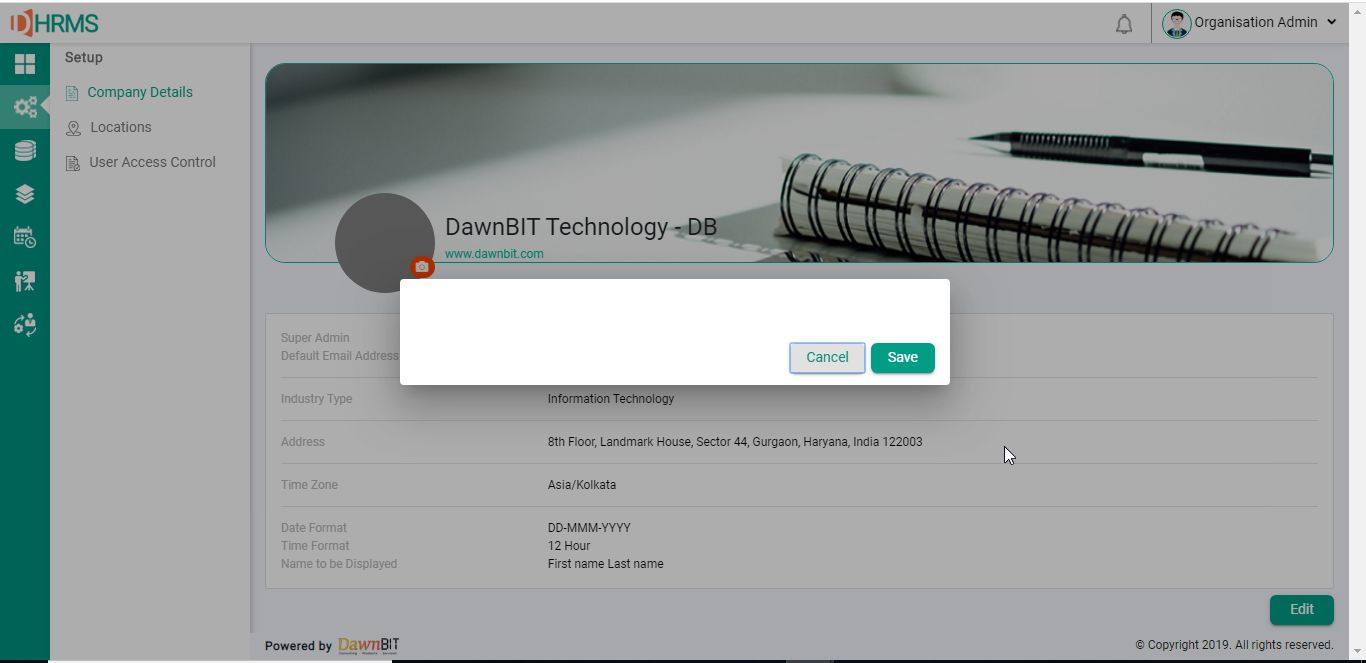 DHRMS
Organisation Admin
Setup
Company Details
Locations
User Access Control
DawnBIT Technology - DB
www.dawnbit.com
Cancel
Save
Super Admin
Default Email Address
Industry Type
Information Technology
Address
8th Floor, Landmark House, Sector 44, Gurgaon, Haryana, India 122003
Time Zone
Asia/Kolkata
Date Format
DD-MMM-YYYY
Time Format
12 Hour
Name to be Displayed
First name Last name
Edit
Powered by DawnBIT
© Copyright 2019. All rights reserved.